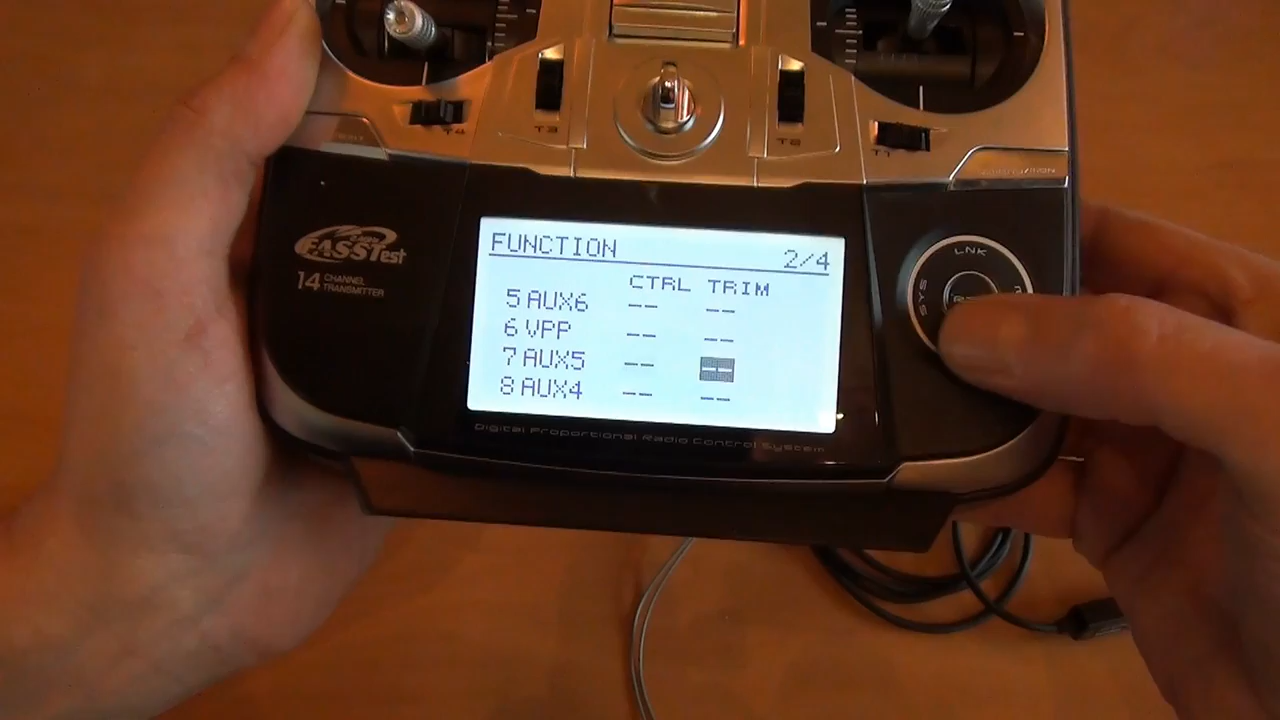 T4
T3
T2
T1
FASSTest
14 CHANNEL
TRANSMITTER
FUNCTION 2/4
CTRL TRIM
5 AUX6 -- --
6 VPP -- --
7 AUX5 -- --
8 AUX4 -- --
Digital Proportional Radio Control System
LNK
SYS